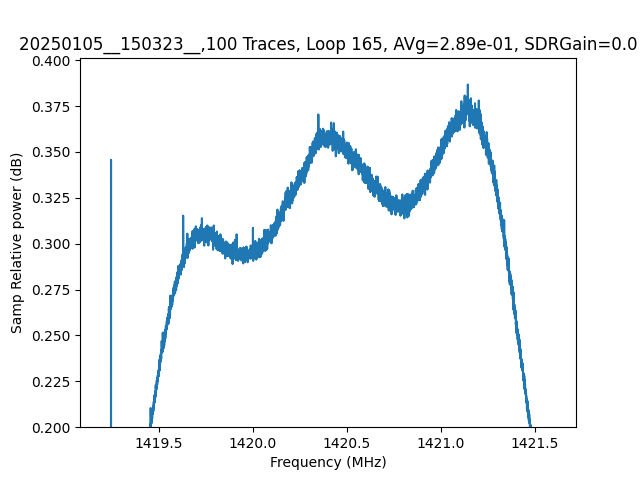 20250105__150323__,100 Traces, Loop 165, AVg=2.89e-01, SDRGain=0.0
0.400
0.375
0.350
0.325
0.300
0.275
0.250
0.225
0.200
Samp Relative power (dB)
1419.5 1420.0 1420.5 1421.0 1421.5
Frequency (MHz)